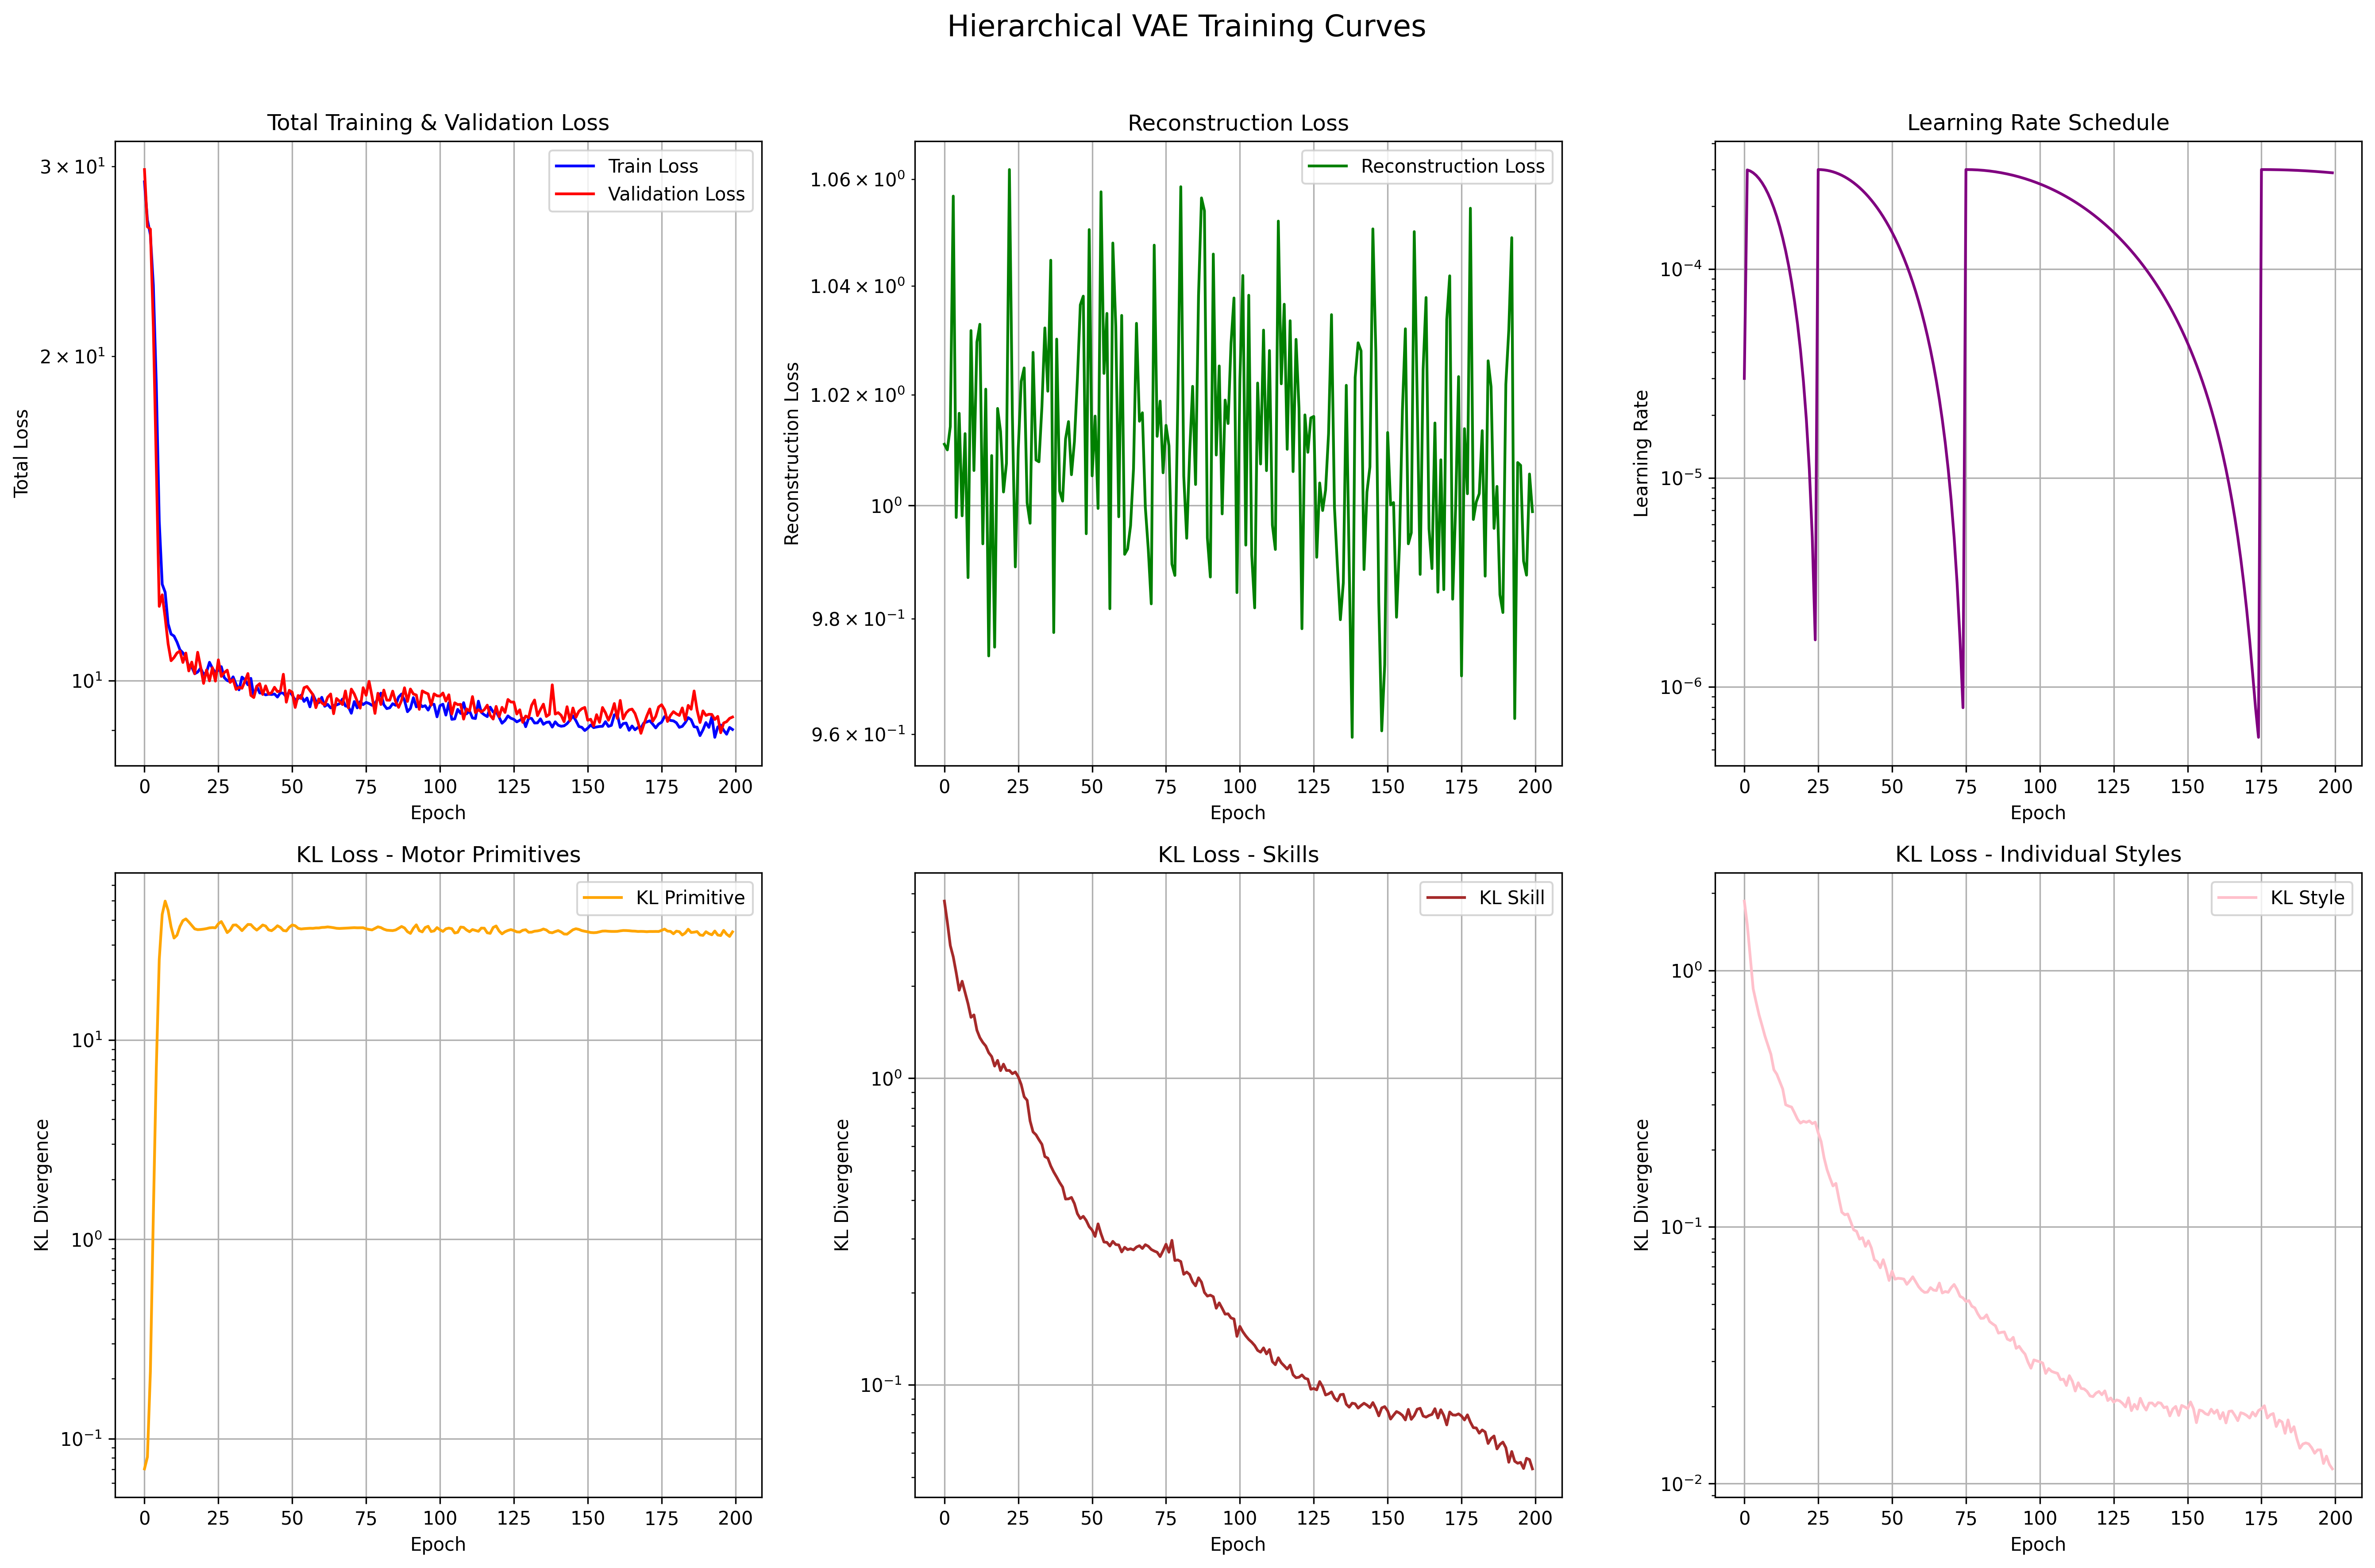 Hierarchical VAE Training Curves
Total Training & Validation Loss
Total Loss
3 × 10¹
2 × 10¹
10¹
Train Loss
Validation Loss
0 25 50 75 100 125 150 175 200
Epoch
Reconstruction Loss
Reconstruction Loss
1.06 × 10⁰
1.04 × 10⁰
1.02 × 10⁰
10⁰
9.8 × 10⁻¹
9.6 × 10⁻¹
Reconstruction Loss
0 25 50 75 100 125 150 175 200
Epoch
Learning Rate Schedule
Learning Rate
10⁻⁴
10⁻⁵
10⁻⁶
0 25 50 75 100 125 150 175 200
Epoch
KL Loss - Motor Primitives
KL Divergence
10¹
10⁰
10⁻¹
KL Primitive
0 25 50 75 100 125 150 175 200
Epoch
KL Loss - Skills
KL Divergence
10⁰
10⁻¹
KL Skill
0 25 50 75 100 125 150 175 200
Epoch
KL Loss - Individual Styles
KL Divergence
10⁰
10⁻¹
10⁻²
KL Style
0 25 50 75 100 125 150 175 200
Epoch